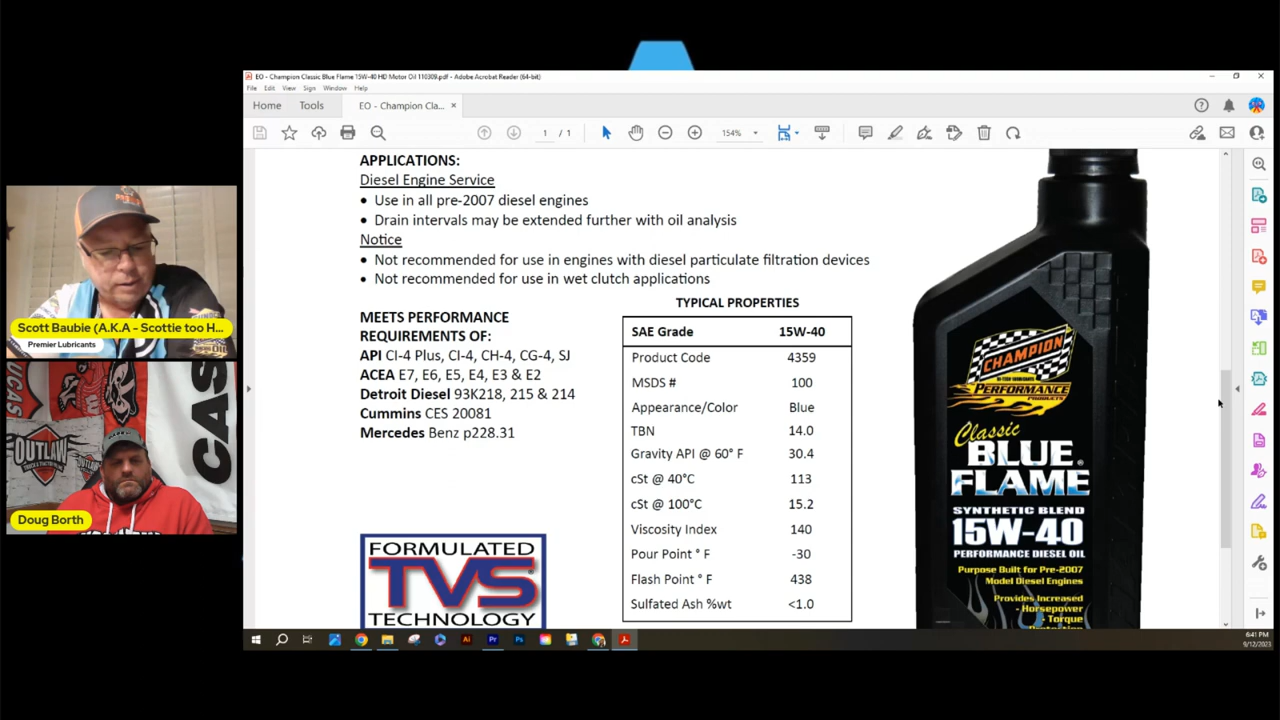 EO - Champion Classic Blue Flame 15W-40 HD Motor Oil 110309.pdf - Adobe Acrobat Reader (64-bit)
File Edit View Sign Window Help
Home Tools EO - Champion Cla... ×
1 / 1 154%
APPLICATIONS:
Diesel Engine Service
• Use in all pre-2007 diesel engines
• Drain intervals may be extended further with oil analysis
Notice
• Not recommended for use in engines with diesel particulate filtration devices
• Not recommended for use in wet clutch applications
MEETS PERFORMANCE
REQUIREMENTS OF:
API CI-4 Plus, CI-4, CH-4, CG-4, SJ
ACEA E7, E6, E5, E4, E3 & E2
Detroit Diesel 93K218, 215 & 214
Cummins CES 20081
Mercedes Benz p228.31
FORMULATED
TVS
TECHNOLOGY
TYPICAL PROPERTIES
SAE Grade 15W-40
Product Code 4359
MSDS # 100
Appearance/Color Blue
TBN 14.0
Gravity API @ 60° F 30.4
cSt @ 40°C 113
cSt @ 100°C 15.2
Viscosity Index 140
Pour Point ° F -30
Flash Point ° F 438
Sulfated Ash %wt <1.0
CHAMPION
PERFORMANCE
PRODUCTS
Classic
BLUE
FLAME®
SYNTHETIC BLEND
15W-40
PERFORMANCE DIESEL OIL
Purpose Built for Pre-2007
Model Diesel Engines
Provides Increased
- Horsepower
- Torque
Scott Baubie (A.K.A - Scottie too H...
Premier Lubricants
OUTLAW
CAS
Doug Borth
6:41 PM
9/12/2023